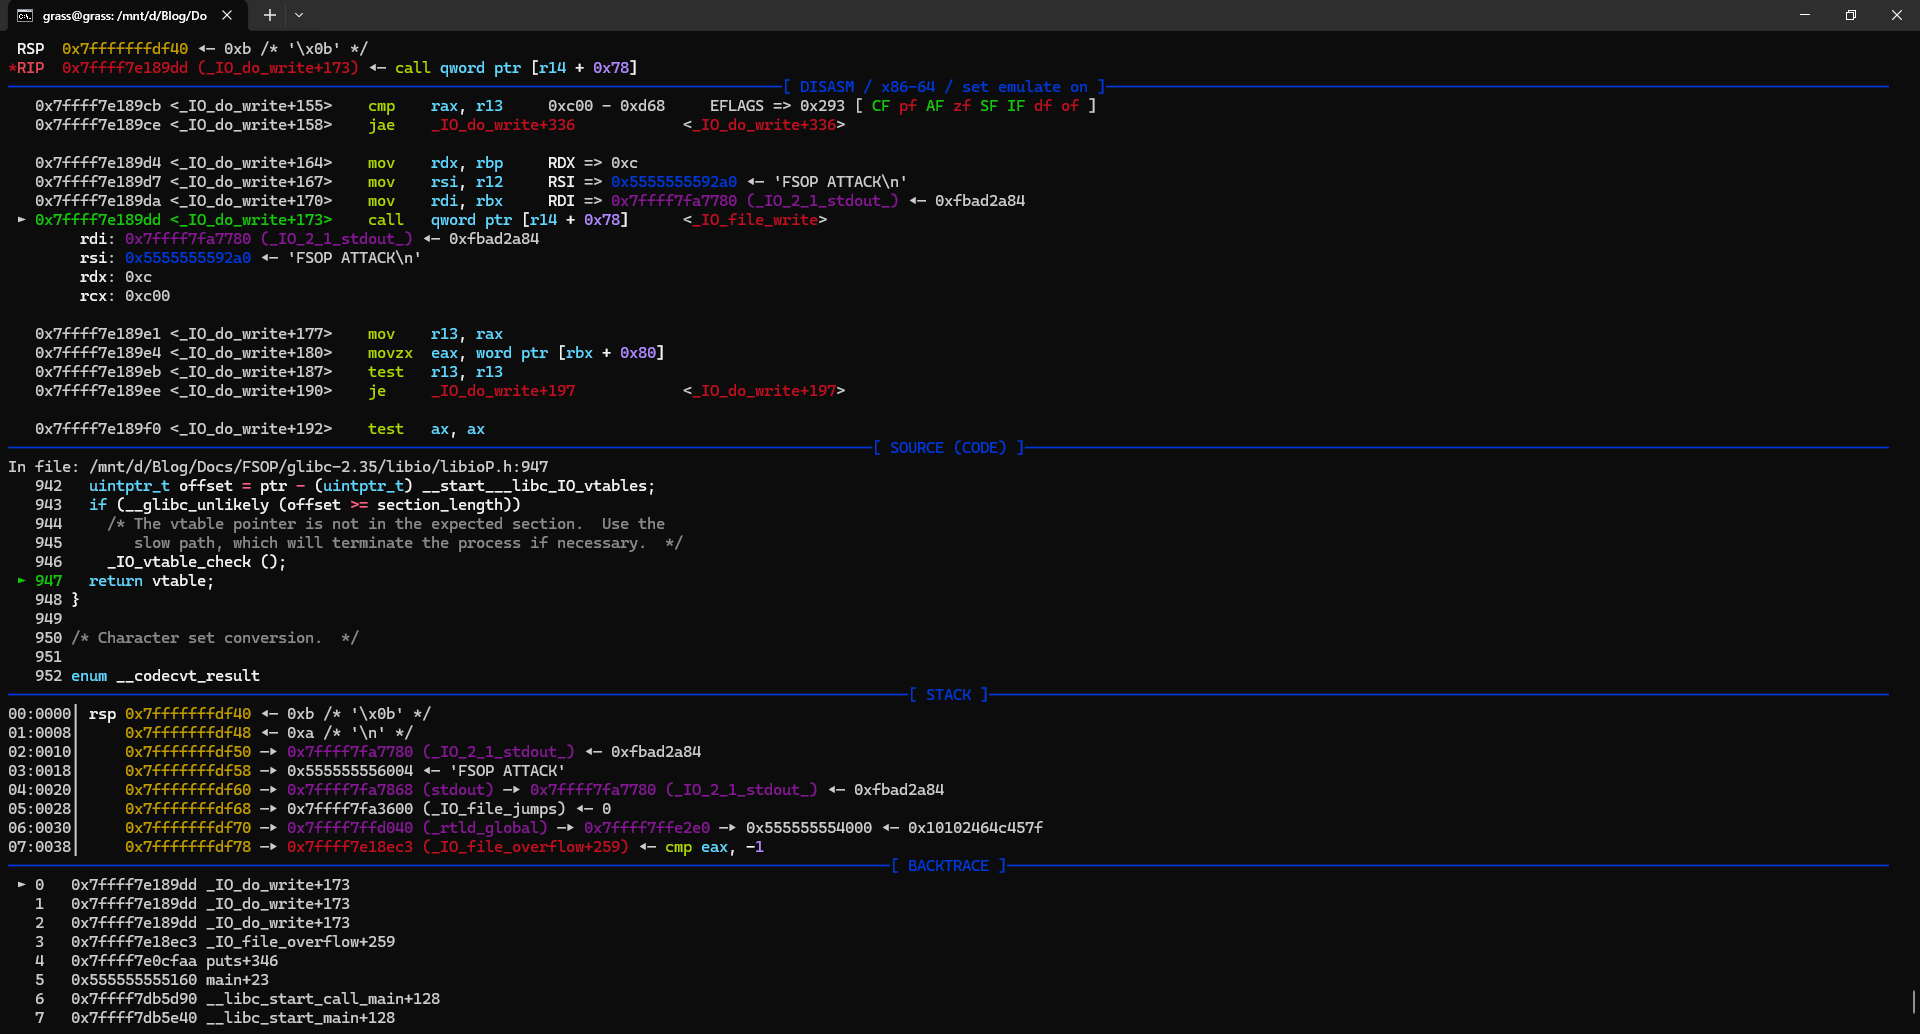 grass@grass: /mnt/d/Blog/Do
RSP  0x7fffffffdf40 ◂— 0xb /* '\x0b' */
*RIP  0x7ffff7e189dd (_IO_do_write+173) ◂— call qword ptr [r14 + 0x78]
[ DISASM / x86-64 / set emulate on ]
0x7ffff7e189cb <_IO_do_write+155>    cmp    rax, r13     0xc00 - 0xd68     EFLAGS => 0x293 [ CF pf AF zf SF IF df of ]
0x7ffff7e189ce <_IO_do_write+158>    jae    _IO_do_write+336            <_IO_do_write+336>
0x7ffff7e189d4 <_IO_do_write+164>    mov    rdx, rbp     RDX => 0xc
0x7ffff7e189d7 <_IO_do_write+167>    mov    rsi, r12     RSI => 0x5555555592a0 ◂— 'FSOP ATTACK\n'
0x7ffff7e189da <_IO_do_write+170>    mov    rdi, rbx     RDI => 0x7ffff7fa7780 (_IO_2_1_stdout_) ◂— 0xfbad2a84
► 0x7ffff7e189dd <_IO_do_write+173>    call   qword ptr [r14 + 0x78]      <_IO_file_write>
rdi: 0x7ffff7fa7780 (_IO_2_1_stdout_) ◂— 0xfbad2a84
rsi: 0x5555555592a0 ◂— 'FSOP ATTACK\n'
rdx: 0xc
rcx: 0xc00
0x7ffff7e189e1 <_IO_do_write+177>    mov    r13, rax
0x7ffff7e189e4 <_IO_do_write+180>    movzx  eax, word ptr [rbx + 0x80]
0x7ffff7e189eb <_IO_do_write+187>    test   r13, r13
0x7ffff7e189ee <_IO_do_write+190>    je     _IO_do_write+197            <_IO_do_write+197>
0x7ffff7e189f0 <_IO_do_write+192>    test   ax, ax
[ SOURCE (CODE) ]
In file: /mnt/d/Blog/Docs/FSOP/glibc-2.35/libio/libioP.h:947
942   uintptr_t offset = ptr - (uintptr_t) __start___libc_IO_vtables;
943   if (__glibc_unlikely (offset >= section_length))
944     /* The vtable pointer is not in the expected section.  Use the
945        slow path, which will terminate the process if necessary.  */
946     _IO_vtable_check ();
► 947   return vtable;
948 }
949
950 /* Character set conversion.  */
951
952 enum __codecvt_result
[ STACK ]
00:0000│ rsp 0x7fffffffdf40 ◂— 0xb /* '\x0b' */
01:0008│     0x7fffffffdf48 ◂— 0xa /* '\n' */
02:0010│     0x7fffffffdf50 —▸ 0x7ffff7fa7780 (_IO_2_1_stdout_) ◂— 0xfbad2a84
03:0018│     0x7fffffffdf58 —▸ 0x555555556004 ◂— 'FSOP ATTACK'
04:0020│     0x7fffffffdf60 —▸ 0x7ffff7fa7868 (stdout) —▸ 0x7ffff7fa7780 (_IO_2_1_stdout_) ◂— 0xfbad2a84
05:0028│     0x7fffffffdf68 —▸ 0x7ffff7fa3600 (_IO_file_jumps) ◂— 0
06:0030│     0x7fffffffdf70 —▸ 0x7ffff7ffd040 (_rtld_global) —▸ 0x7ffff7ffe2e0 —▸ 0x555555554000 ◂— 0x10102464c457f
07:0038│     0x7fffffffdf78 —▸ 0x7ffff7e18ec3 (_IO_file_overflow+259) ◂— cmp eax, -1
[ BACKTRACE ]
► 0   0x7ffff7e189dd _IO_do_write+173
1   0x7ffff7e189dd _IO_do_write+173
2   0x7ffff7e189dd _IO_do_write+173
3   0x7ffff7e18ec3 _IO_file_overflow+259
4   0x7ffff7e0cfaa puts+346
5   0x555555555160 main+23
6   0x7ffff7db5d90 __libc_start_call_main+128
7   0x7ffff7db5e40 __libc_start_main+128